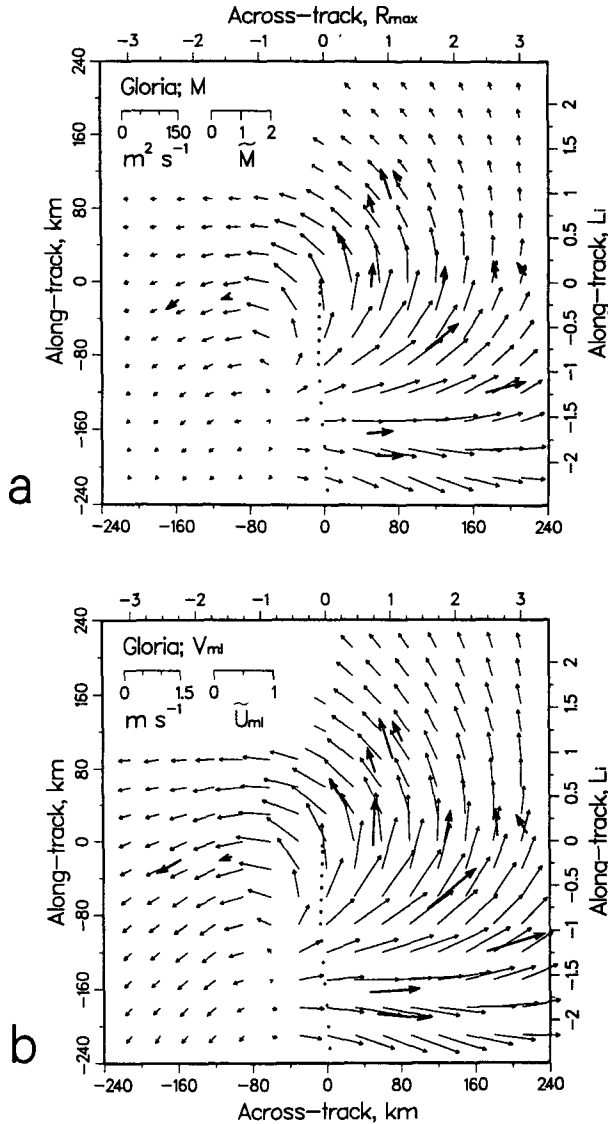 Across-track, Rmax
-3 -2 -1 0 1 2 3
Gloria; M
0 150 0 1 2
m² s⁻¹ M̃
240
160
80
0
-80
-160
-240
Along-track, km
2
1.5
1
0.5
0
-0.5
-1
-1.5
-2
Along-track, Li
a
-240 -160 -80 0 80 160 240
-3 -2 -1 0 1 2 3
Gloria; Vml
0 1.5 0 1
m s⁻¹ Ũml
240
160
80
0
-80
-160
-240
Along-track, km
2
1.5
1
0.5
0
-0.5
-1
-1.5
-2
Along-track, Li
b
-240 -160 -80 0 80 160 240
Across-track, km